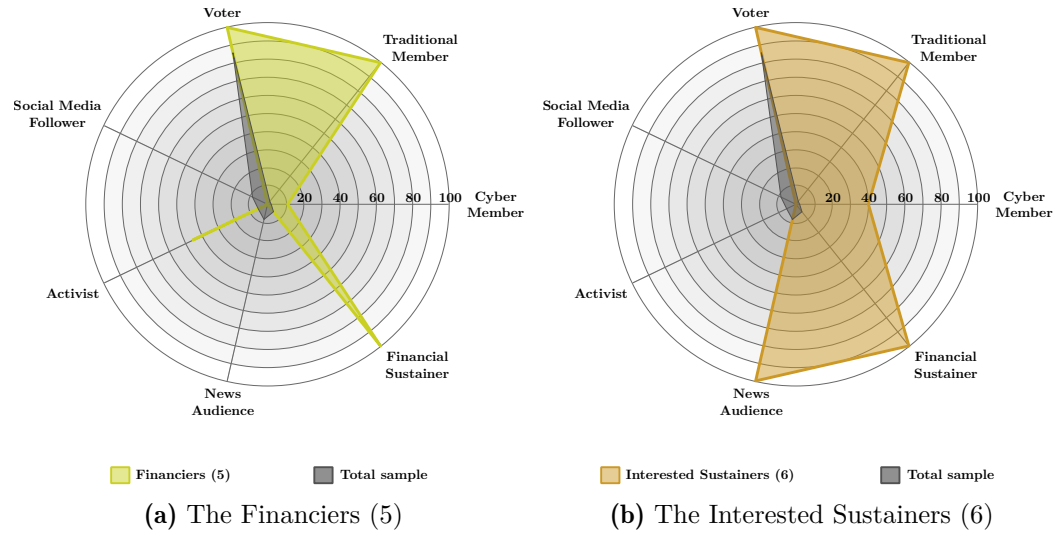 Voter
Traditional
Member
Social Media
Follower
20 40 60 80 100
Cyber
Member
Activist
Financial
Sustainer
News
Audience
Financiers (5)
Total sample
(a) The Financiers (5)
Voter
Traditional
Member
Social Media
Follower
20 40 60 80 100
Cyber
Member
Activist
Financial
Sustainer
News
Audience
Interested Sustainers (6)
Total sample
(b) The Interested Sustainers (6)